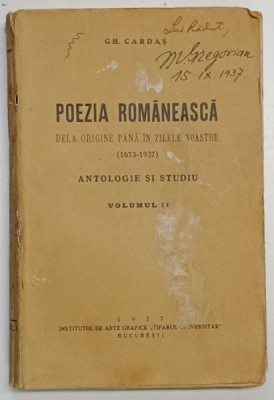 GH. CARDAȘ
Lui Răduț,
M Gregorian
15.IX.1937.
POEZIA ROMÂNEASCĂ
DELA ORIGINE PÂNĂ ÎN ZILELE NOASTRE
(1673-1937)
ANTOLOGIE ȘI STUDIU
VOLUMUL II
1937
INSTITUTUL DE ARTE GRAFICE „TIPARUL UNIVERSITAR"
BUCUREȘTI